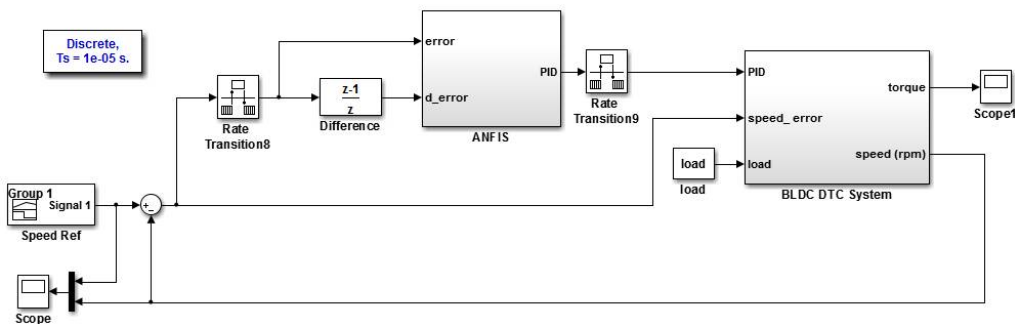 Discrete,
Ts = 1e-05 s.
Rate
Transition8
z-1
z
Difference
error
d_error
PID
ANFIS
Rate
Transition9
PID
speed_ error
load
torque
speed (rpm)
BLDC DTC System
load
load
Scope1
Group 1
Signal 1
Speed Ref
+
−
Scope